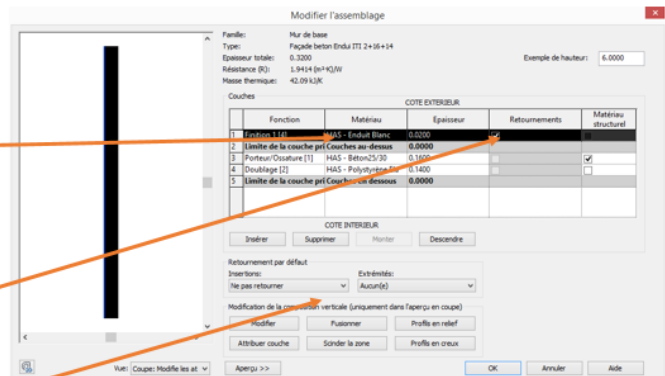 Modifier l'assemblage
Famille: Mur de base
Type: Façade beton Endui ITI 2+16+14
Epaisseur totale: 0.3200 Exemple de hauteur: 6.0000
Résistance (R): 1.9414 (m²·K)/W
Masse thermique: 42.09 kJ/K
Couches
COTE EXTERIEUR
Fonction Matériau Epaisseur Retournements Matériau structurel
1 Finition 1 [4] HAS - Enduit Blanc 0.0200
2 Limite de la couche pri Couches au-dessus 0.0000
3 Porteur/Ossature [1] HAS - Béton25/30 0.1600
4 Doublage [2] HAS - Polystyrène 0.1400
5 Limite de la couche pri Couches en dessous 0.0000
COTE INTERIEUR
Insérer Supprimer Monter Descendre
Retournement par défaut
Insertions: Extrémités:
Ne pas retourner Aucun(e)
Modification de la composition verticale (uniquement dans l'aperçu en coupe)
Modifier Fusionner Profils en relief
Attribuer couche Scinder la zone Profils en creux
Vue: Coupe: Modifie les at Aperçu >> OK Annuler Aide